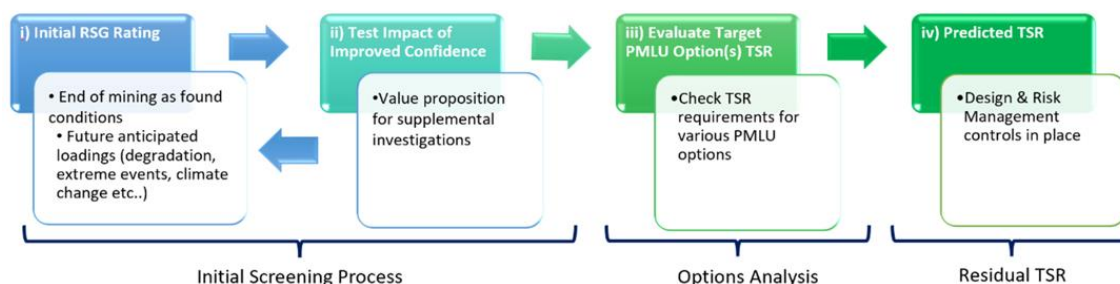 i) Initial RSG Rating
• End of mining as found
conditions
• Future anticipated
loadings (degradation,
extreme events, climate
change etc..)
ii) Test Impact of
Improved Confidence
•Value proposition
for supplemental
investigations
iii) Evaluate Target
PMLU Option(s) TSR
•Check TSR
requirements for
various PMLU
options
iv) Predicted TSR
•Design & Risk
Management
controls in place
Initial Screening Process
Options Analysis
Residual TSR